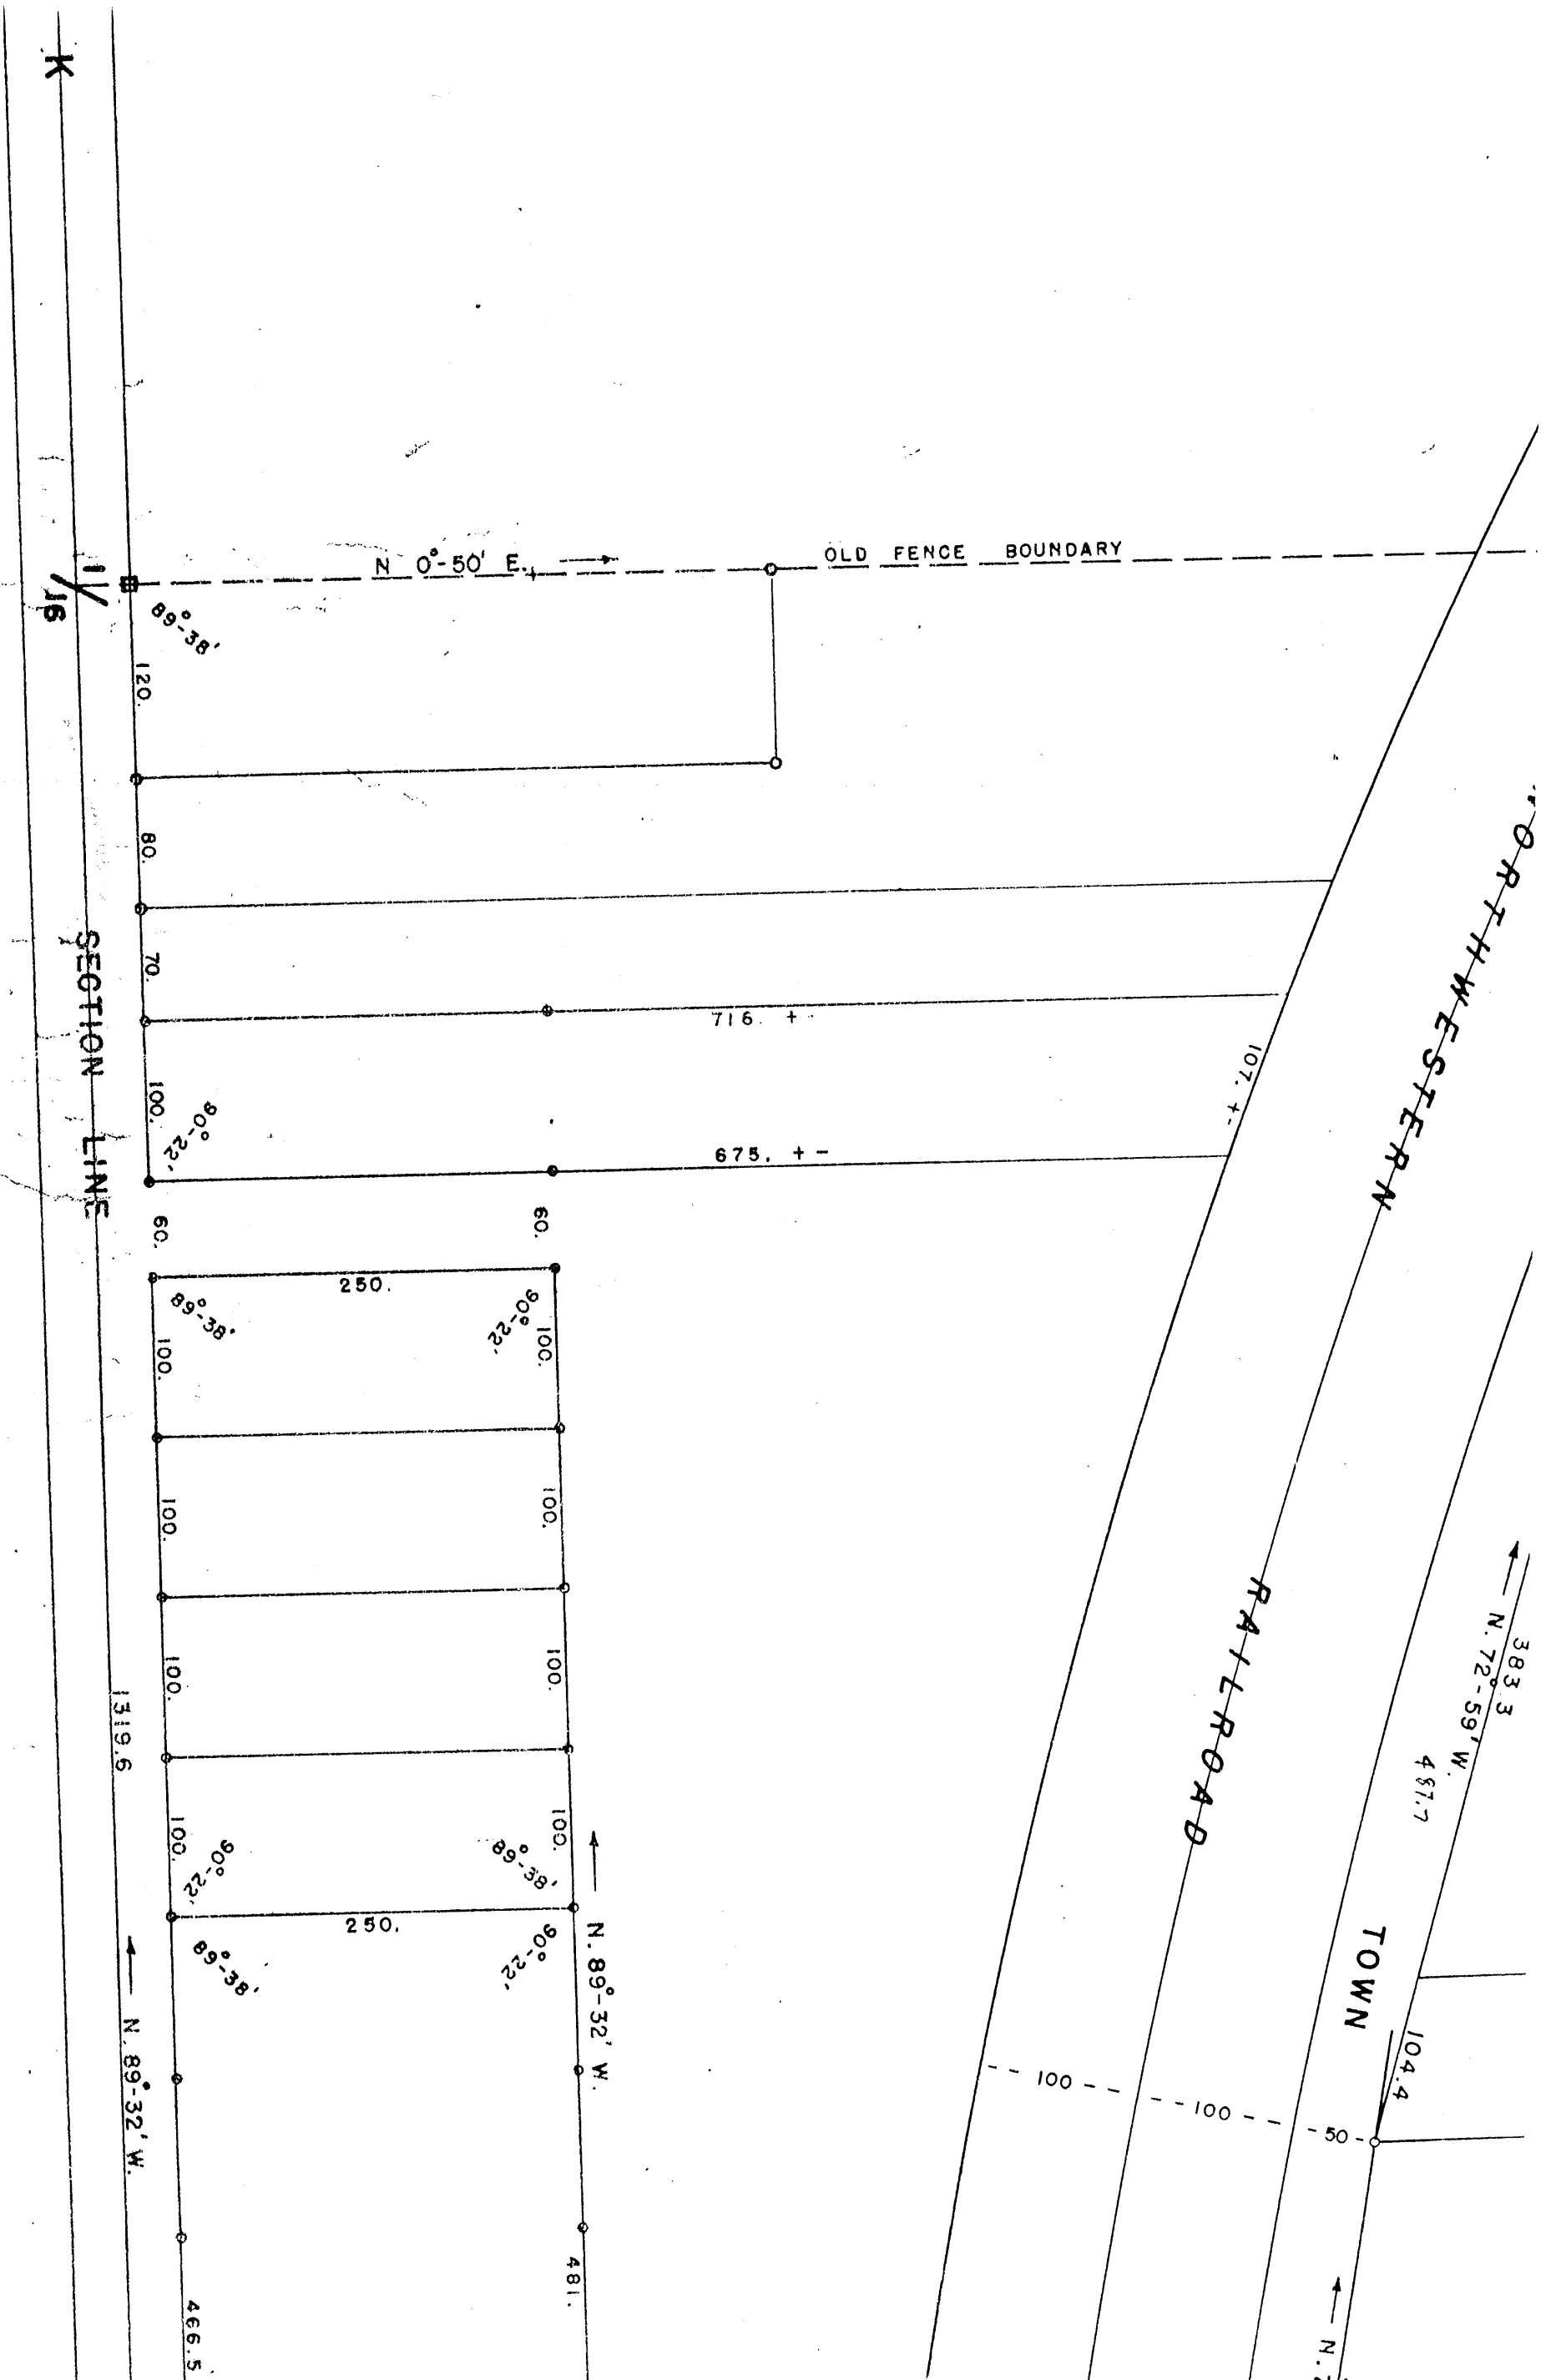 K
1/16
SECTION LINE
N 0°-50' E.
OLD FENCE BOUNDARY
89°-38'
120.
80.
70.
716. +-
100.
90°-22'
107. +-
675. + -
60.
60.
250.
89°-38'
90°-22'
100.
100.
100.
100.
100.
100.
100.
100.
90°-22'
89°-38'
250.
89°-38'
90°-22'
N. 89°-32' W.
1319.6
N. 89°-32' W.
481.
466.5
ORTHWESTERN
RAILROAD
383.3
N. 72°-59' W.
TOWN
104.4
- - 100 - - - -100 - - -50-
N.